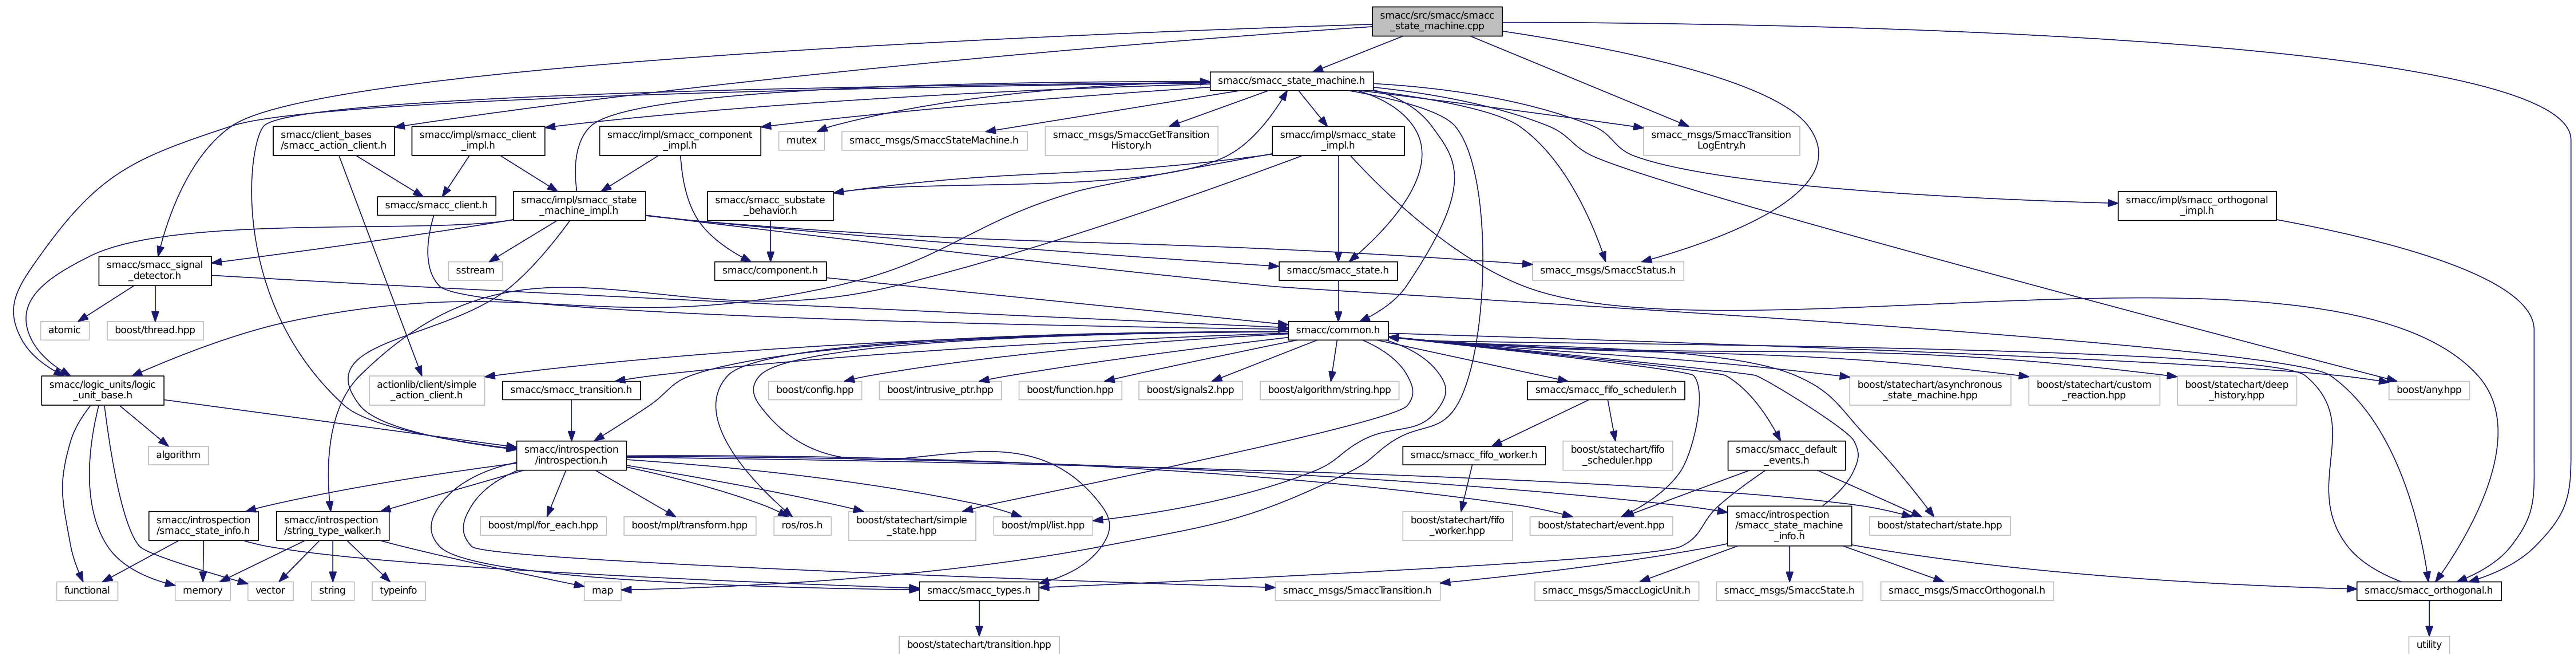 smacc/src/smacc/smacc
_state_machine.cpp
smacc/smacc_state_machine.h
smacc/client_bases
/smacc_action_client.h
smacc/impl/smacc_client
_impl.h
smacc/impl/smacc_component
_impl.h
mutex
smacc_msgs/SmaccStateMachine.h
smacc_msgs/SmaccGetTransition
History.h
smacc/impl/smacc_state
_impl.h
smacc_msgs/SmaccTransition
LogEntry.h
smacc/smacc_client.h
smacc/impl/smacc_state
_machine_impl.h
smacc/smacc_substate
_behavior.h
smacc/impl/smacc_orthogonal
_impl.h
smacc/smacc_signal
_detector.h
sstream
smacc/component.h
smacc/smacc_state.h
smacc_msgs/SmaccStatus.h
atomic
boost/thread.hpp
smacc/common.h
smacc/logic_units/logic
_unit_base.h
actionlib/client/simple
_action_client.h
smacc/smacc_transition.h
boost/config.hpp
boost/intrusive_ptr.hpp
boost/function.hpp
boost/signals2.hpp
boost/algorithm/string.hpp
smacc/smacc_fifo_scheduler.h
boost/statechart/asynchronous
_state_machine.hpp
boost/statechart/custom
_reaction.hpp
boost/statechart/deep
_history.hpp
boost/any.hpp
algorithm
smacc/introspection
/introspection.h
smacc/smacc_fifo_worker.h
boost/statechart/fifo
_scheduler.hpp
smacc/smacc_default
_events.h
smacc/introspection
/smacc_state_info.h
smacc/introspection
/string_type_walker.h
boost/mpl/for_each.hpp
boost/mpl/transform.hpp
ros/ros.h
boost/statechart/simple
_state.hpp
boost/mpl/list.hpp
boost/statechart/fifo
_worker.hpp
boost/statechart/event.hpp
smacc/introspection
/smacc_state_machine
_info.h
boost/statechart/state.hpp
functional
memory
vector
string
typeinfo
map
smacc/smacc_types.h
smacc_msgs/SmaccTransition.h
smacc_msgs/SmaccLogicUnit.h
smacc_msgs/SmaccState.h
smacc_msgs/SmaccOrthogonal.h
smacc/smacc_orthogonal.h
boost/statechart/transition.hpp
utility